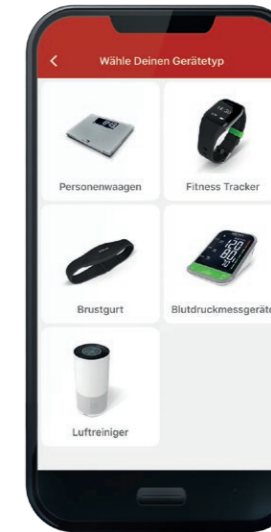 Wähle Deinen Gerätetyp
Personenwaagen
Fitness Tracker
Brustgurt
Blutdruckmessgeräte
Luftreiniger